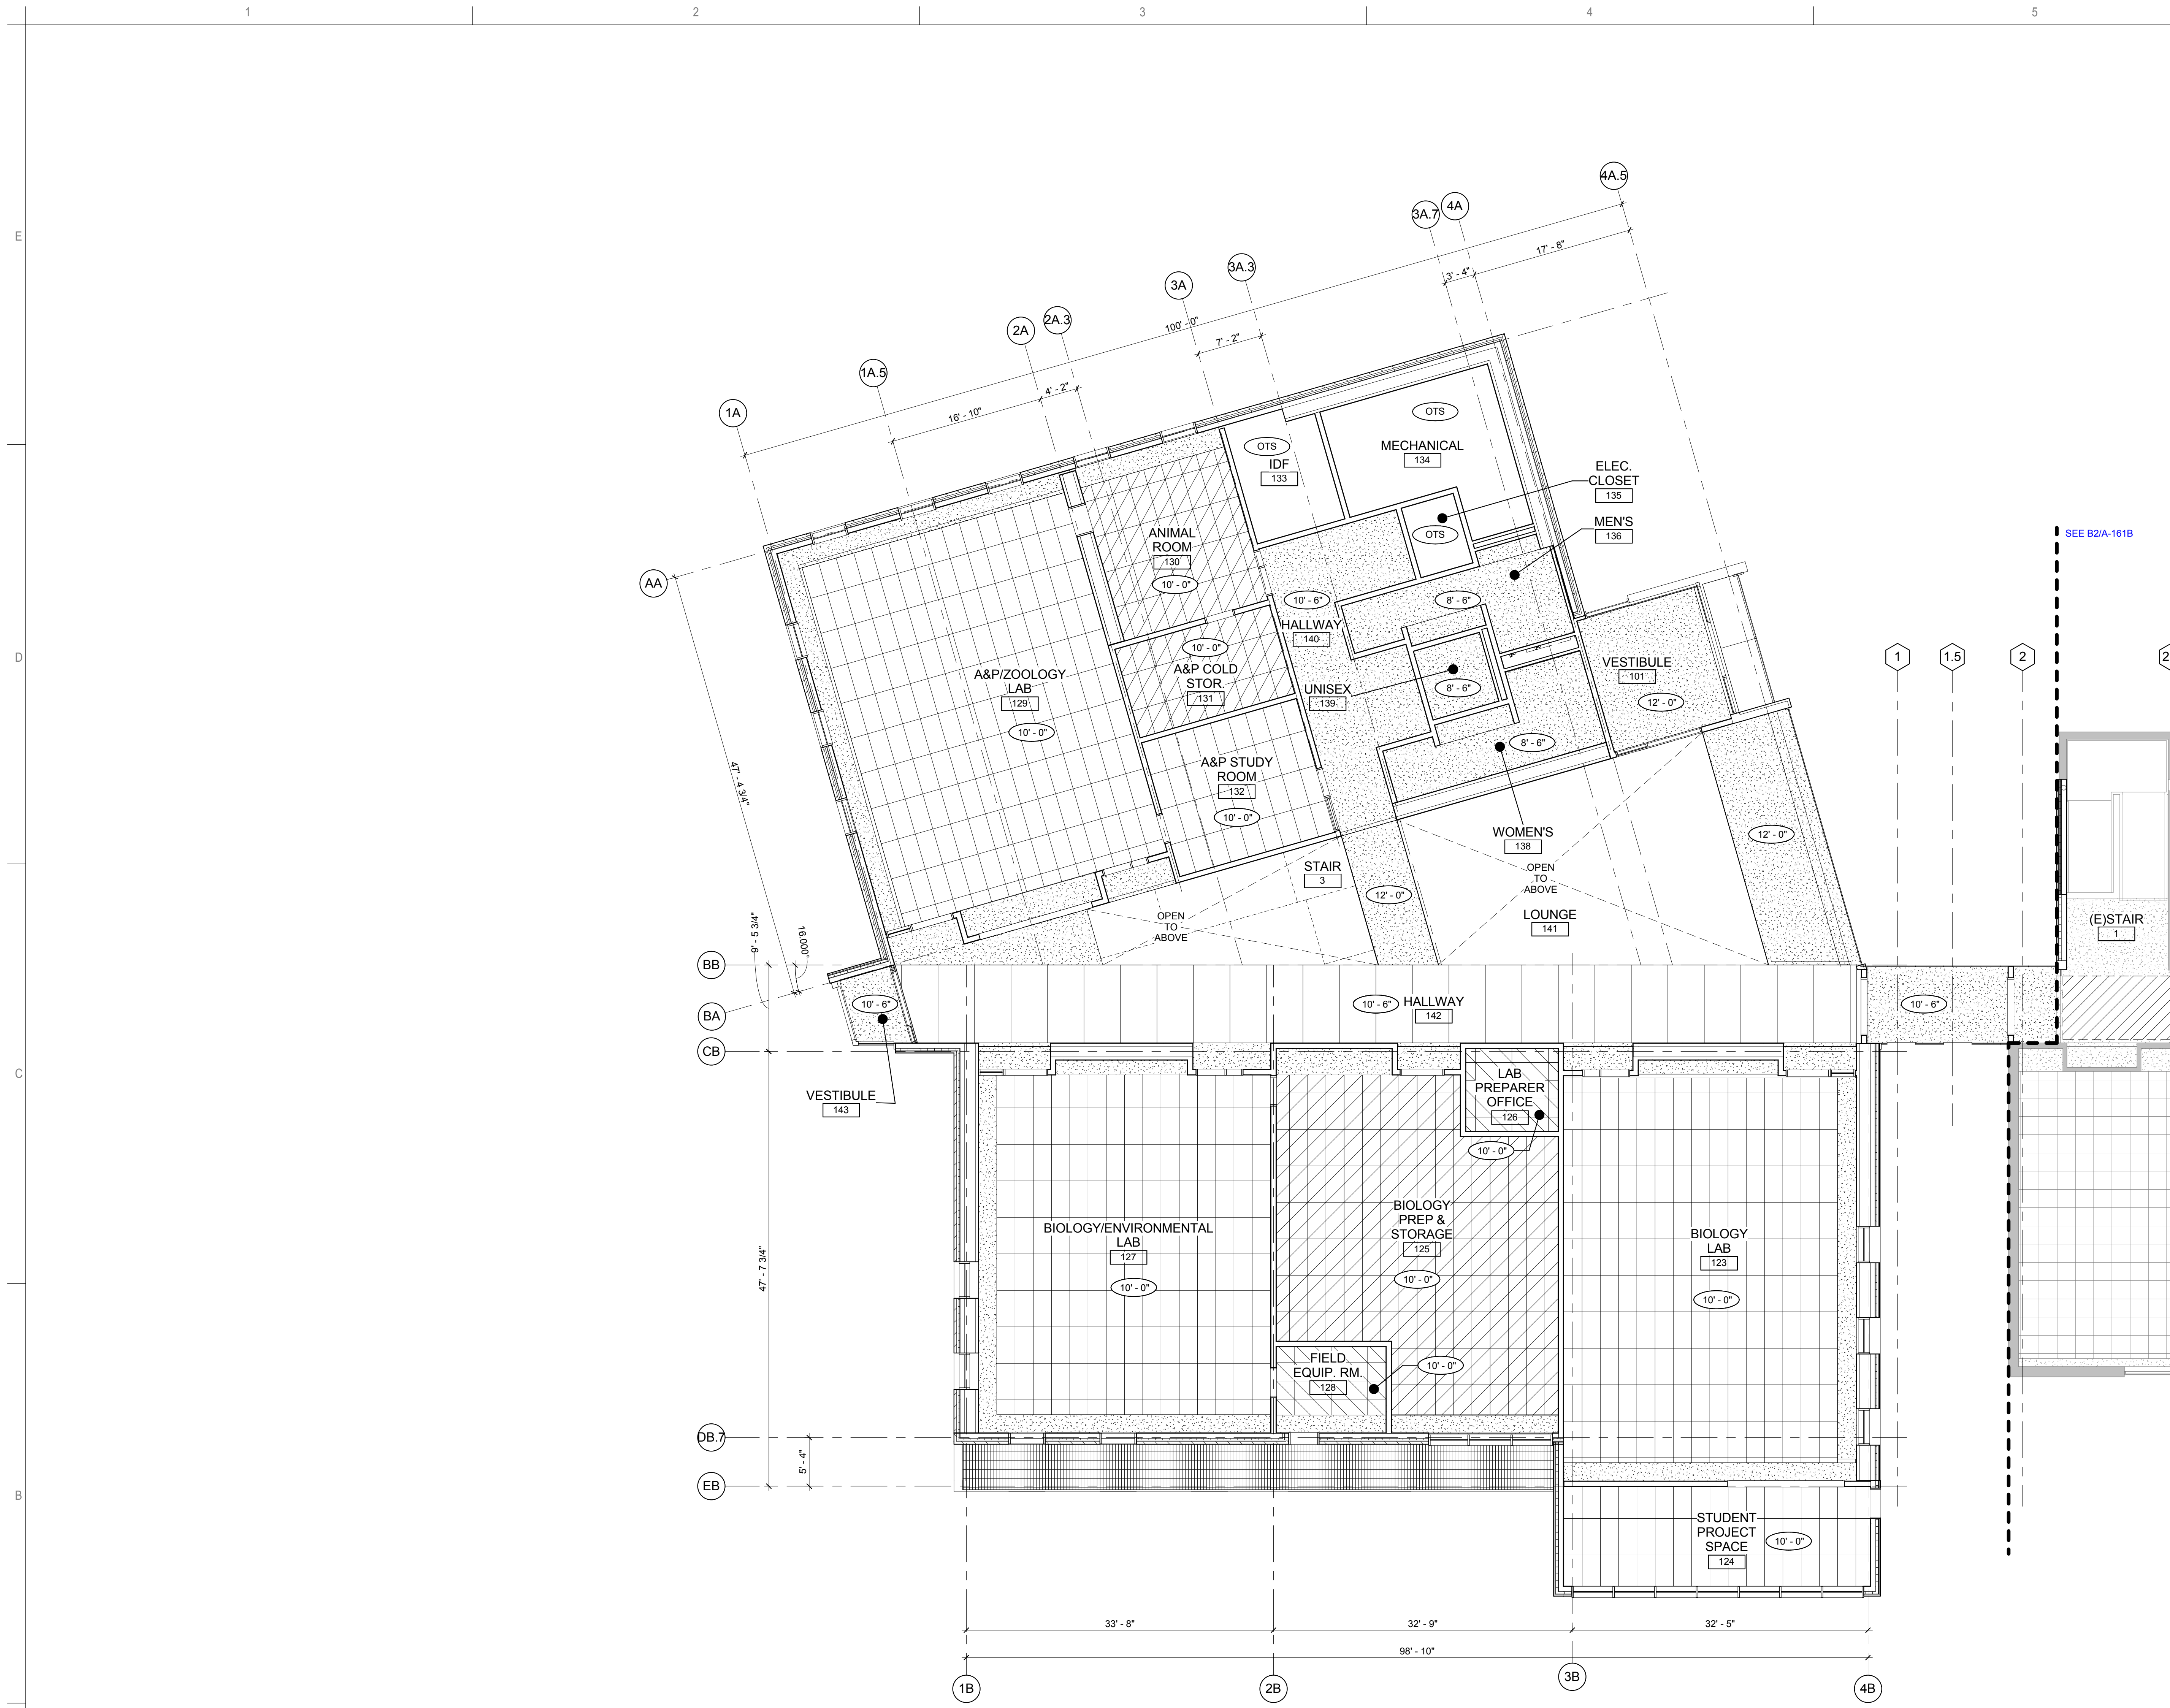 1
2
3
4
5
E
D
C
B
4A.5
4A
3A.7
3A.3
3A
2A.3
2A
1A.5
1A
17' - 8"
3' - 4"
100' - 0"
7' - 2"
4' - 2"
16' - 10"
OTS
MECHANICAL
134
OTS
IDF
133
ELEC.
CLOSET
135
OTS
MEN'S
136
SEE B2/A-161B
ANIMAL
ROOM
130
10' - 0"
AA
10' - 6"
HALLWAY
140
8' - 6"
10' - 0"
A&P COLD
STOR.
131
A&P/ZOOLOGY
LAB
129
10' - 0"
UNISEX
139
8' - 6"
VESTIBULE
101
12' - 0"
1
1.5
2
2
8' - 6"
A&P STUDY
ROOM
132
10' - 0"
47' - 4 3/4"
WOMEN'S
138
12' - 0"
STAIR
3
OPEN
TO
ABOVE
12' - 0"
OPEN
TO
ABOVE
LOUNGE
141
(E)STAIR
1
9' - 5 3/4"
16.000°
BB
BA
CB
10' - 6"
10' - 6"
HALLWAY
142
10' - 6"
VESTIBULE
143
LAB
PREPARER
OFFICE
126
10' - 0"
BIOLOGY/ENVIRONMENTAL
LAB
127
10' - 0"
BIOLOGY
PREP &
STORAGE
125
10' - 0"
BIOLOGY
LAB
123
10' - 0"
47' - 7 3/4"
FIELD
EQUIP. RM.
128
10' - 0"
DB.7
5' - 4"
EB
STUDENT
PROJECT
SPACE
124
10' - 0"
33' - 8"
32' - 9"
32' - 5"
98' - 10"
1B
2B
3B
4B